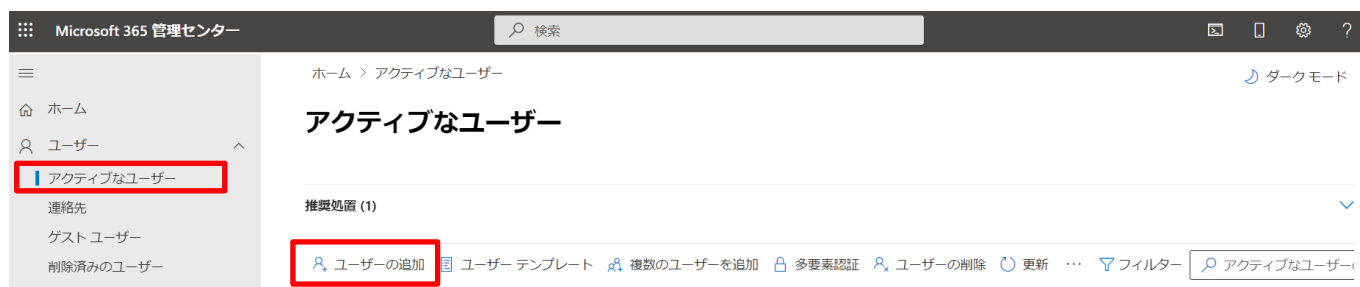 Microsoft 365 管理センター
検索
?
ホーム
ユーザー
アクティブなユーザー
連絡先
ゲスト ユーザー
削除済みのユーザー
ホーム > アクティブなユーザー
ダーク モード
アクティブなユーザー
推奨処置 (1)
ユーザーの追加 ユーザー テンプレート 複数のユーザーを追加 多要素認証 ユーザーの削除 更新 … フィルター アクティブなユーザー